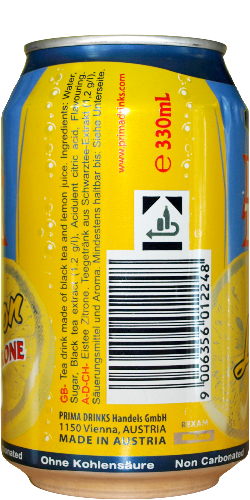 GB- Tea drink made of black tea and lemon juice. Ingredients: Water,
Sugar, Black tea extract (1,2 g/l), Acidulent citric acid, Flavouring.
A-D-CH- Eistee Zitrone. Teegetränk aus Schwarztee-Extrakt (1,2 g/l),
Säuerungsmittel und Aroma. Mindestens haltbar bis: Siehe Unterseite.
www.primadrinks.com
e 330mL
9 006356 012248
ONE
PRIMA DRINKS Handels GmbH
1150 Vienna, AUSTRIA
MADE IN AUSTRIA
REXAM
onated
Ohne Kohlensäure
Non Carbonated